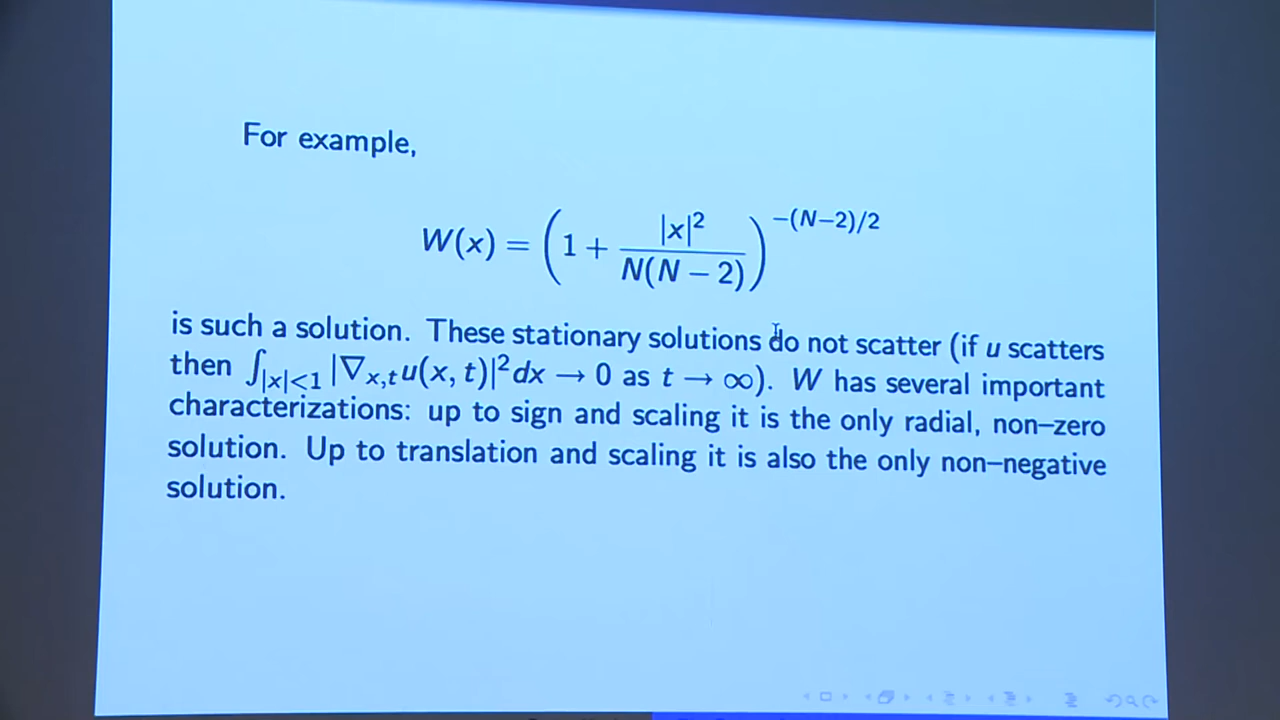 For example,
W(x) = (1 + |x|²/N(N − 2))^−(N−2)/2
is such a solution. These stationary solutions do not scatter (if u scatters
then ∫_|x|<1 |∇x,t u(x, t)|² dx → 0 as t → ∞). W has several important
characterizations: up to sign and scaling it is the only radial, non–zero
solution. Up to translation and scaling it is also the only non–negative
solution.